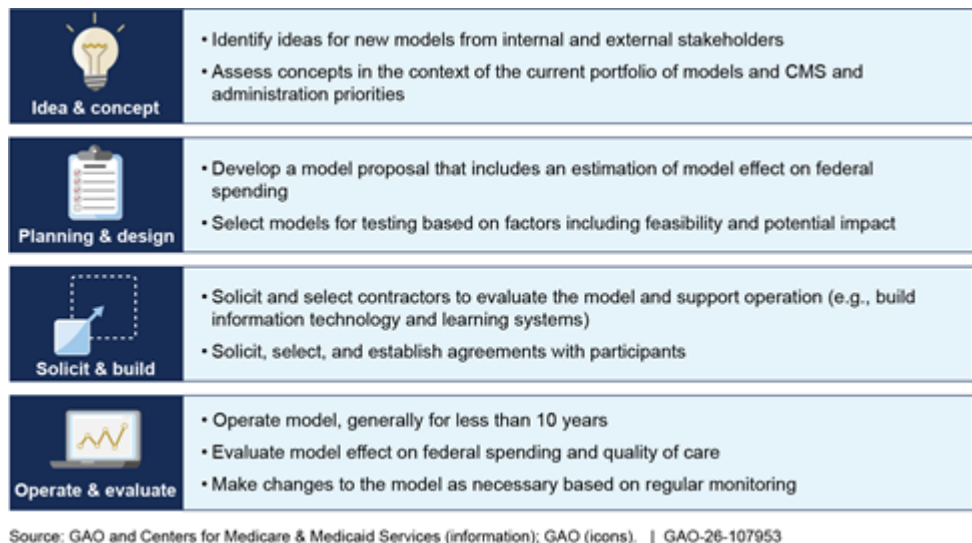 Idea & concept
• Identify ideas for new models from internal and external stakeholders
• Assess concepts in the context of the current portfolio of models and CMS and
administration priorities
Planning & design
• Develop a model proposal that includes an estimation of model effect on federal
spending
• Select models for testing based on factors including feasibility and potential impact
Solicit & build
• Solicit and select contractors to evaluate the model and support operation (e.g., build
information technology and learning systems)
• Solicit, select, and establish agreements with participants
Operate & evaluate
• Operate model, generally for less than 10 years
• Evaluate model effect on federal spending and quality of care
• Make changes to the model as necessary based on regular monitoring
Source: GAO and Centers for Medicare & Medicaid Services (information); GAO (icons). | GAO-26-107953